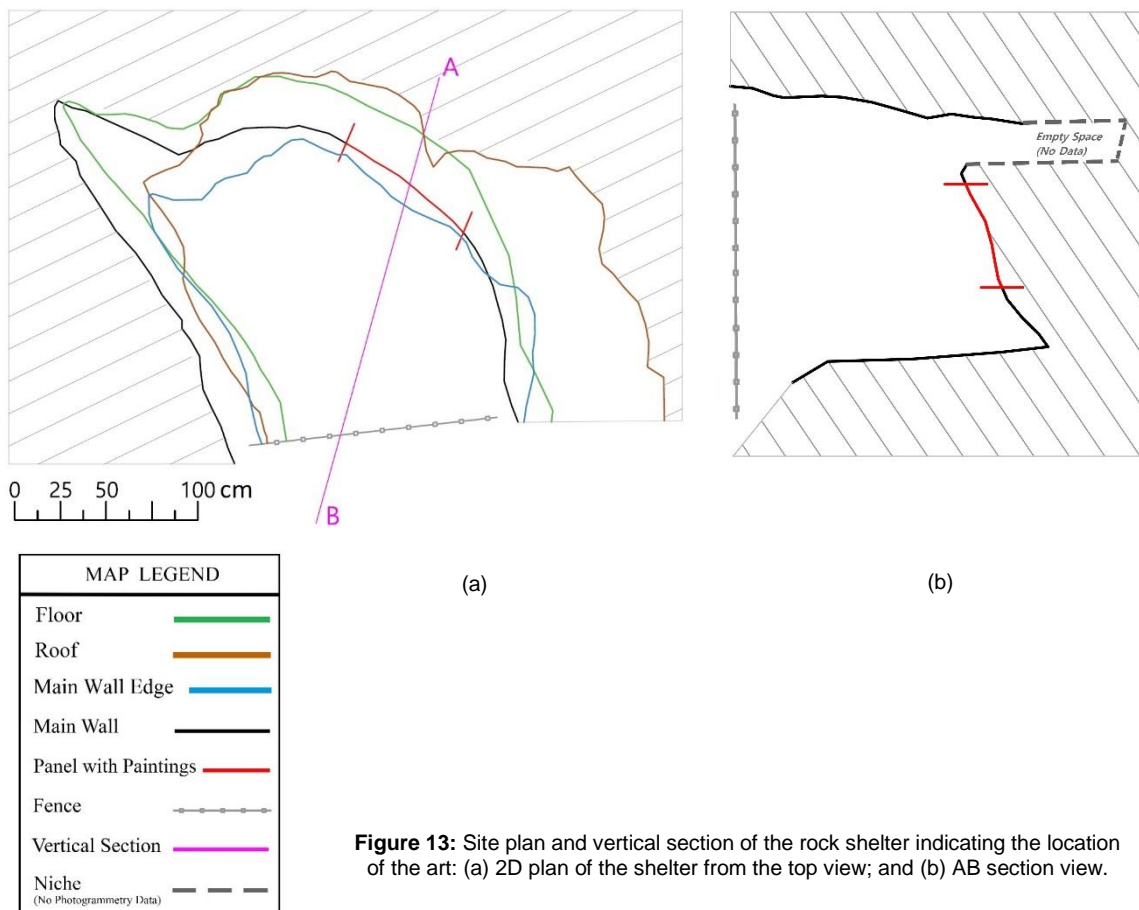 A
B
0 25 50 100 cm
Empty Space
(No Data)
(a)
(b)
MAP LEGEND
Floor
Roof
Main Wall Edge
Main Wall
Panel with Paintings
Fence
Vertical Section
Niche
(No Photogrammetry Data)
Figure 13: Site plan and vertical section of the rock shelter indicating the location
of the art: (a) 2D plan of the shelter from the top view; and (b) AB section view.